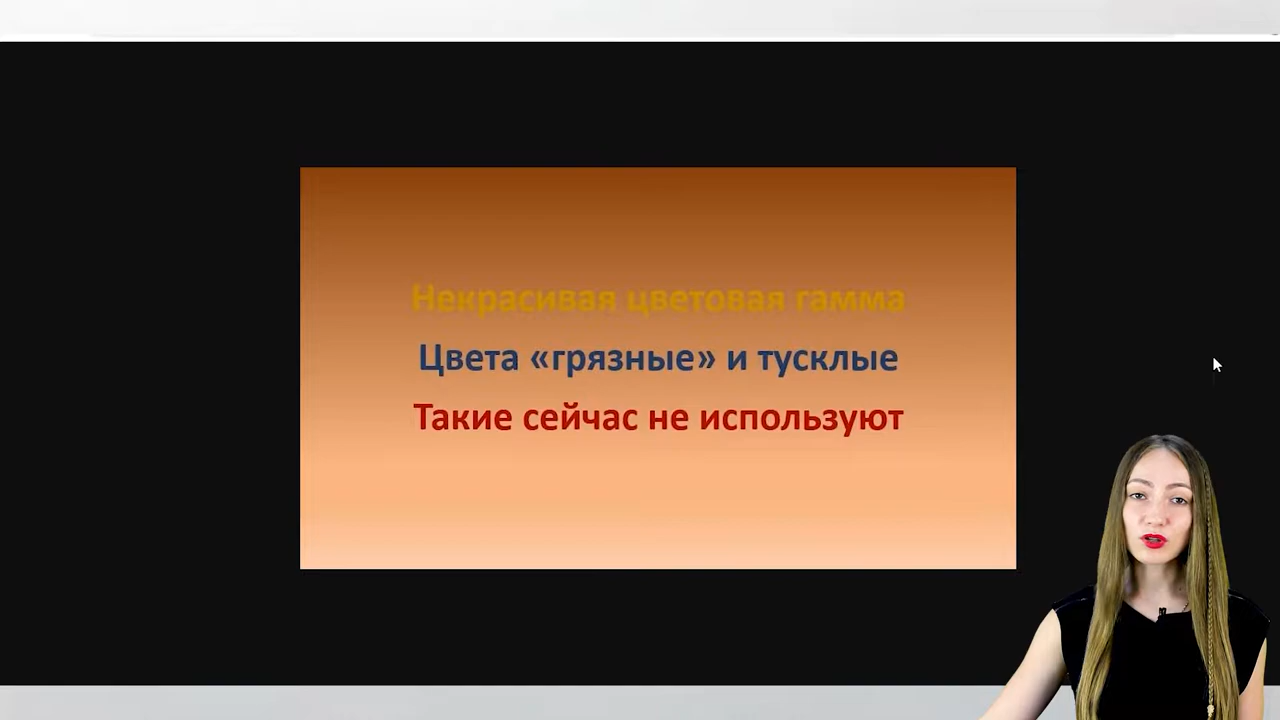 Некрасивая цветовая гамма
Цвета «грязные» и тусклые
Такие сейчас не используют